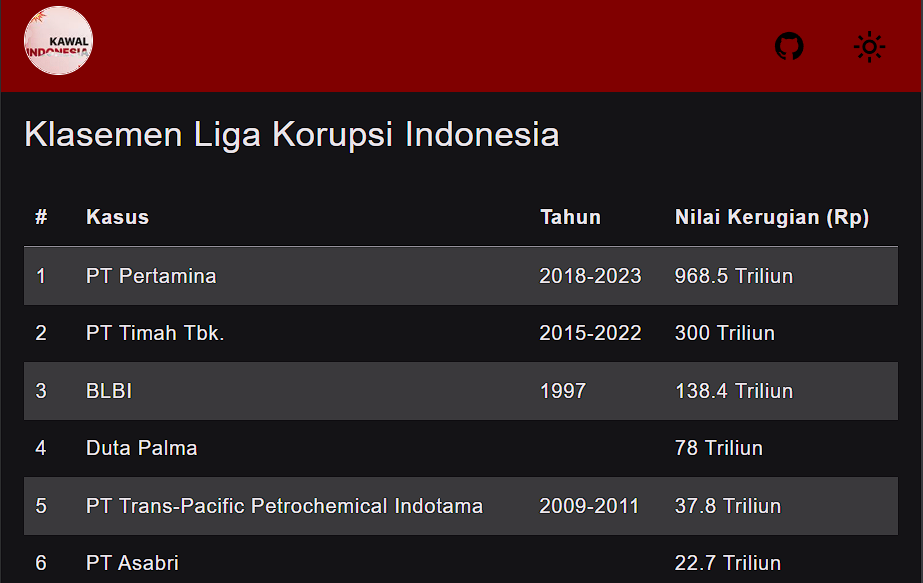 KAWAL
INDONESIA
Klasemen Liga Korupsi Indonesia
# Kasus Tahun Nilai Kerugian (Rp)
1 PT Pertamina 2018-2023 968.5 Triliun
2 PT Timah Tbk. 2015-2022 300 Triliun
3 BLBI 1997 138.4 Triliun
4 Duta Palma 78 Triliun
5 PT Trans-Pacific Petrochemical Indotama 2009-2011 37.8 Triliun
6 PT Asabri 22.7 Triliun